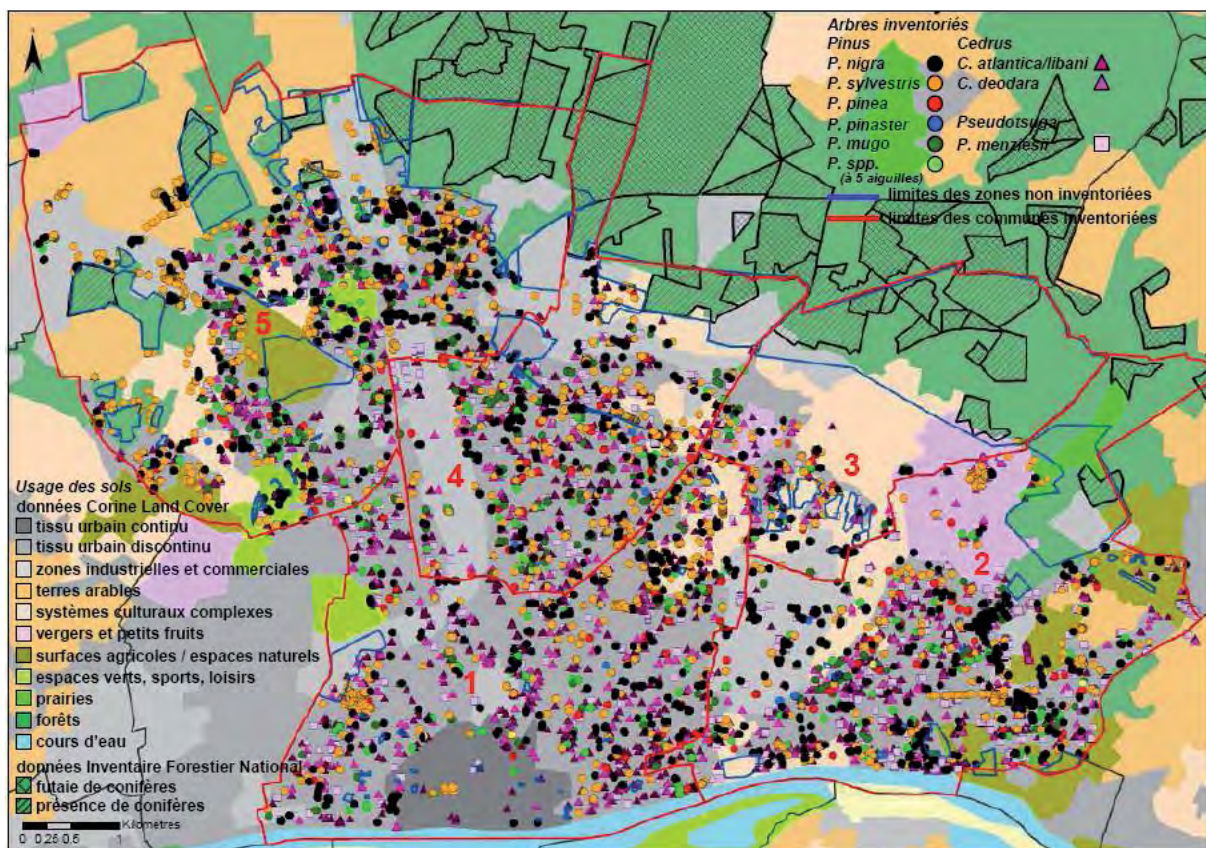 Arbres inventoriés
Pinus Cedrus
P. nigra C. atlantica/libani
P. sylvestris C. deodara
P. pinea
P. pinaster Pseudotsuga
P. mugo P. menziesii
P. spp.
(à 5 aiguilles)
limites des zones non inventoriées
limites des communes inventoriées
5
4
3
2
1
Usage des sols
données Corine Land Cover
tissu urbain continu
tissu urbain discontinu
zones industrielles et commerciales
terres arables
systèmes culturaux complexes
vergers et petits fruits
surfaces agricoles / espaces naturels
espaces verts, sports, loisirs
prairies
forêts
cours d'eau
données Inventaire Forestier National
futaie de conifères
présence de conifères
Kilomètres
0 0,25 0,5 1